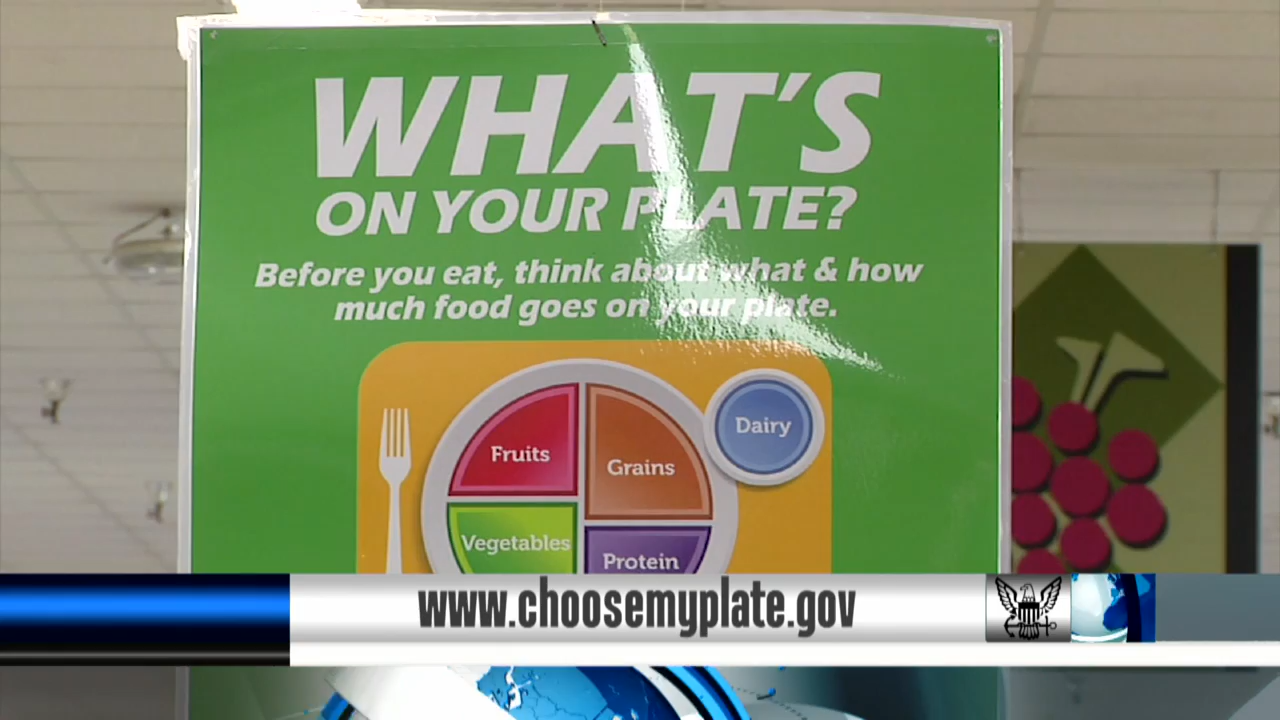 WHAT'S
ON YOUR PLATE?
Before you eat, think about what & how
much food goes on your plate.
Dairy
Fruits
Grains
Vegetables
Protein
www.choosemyplate.gov